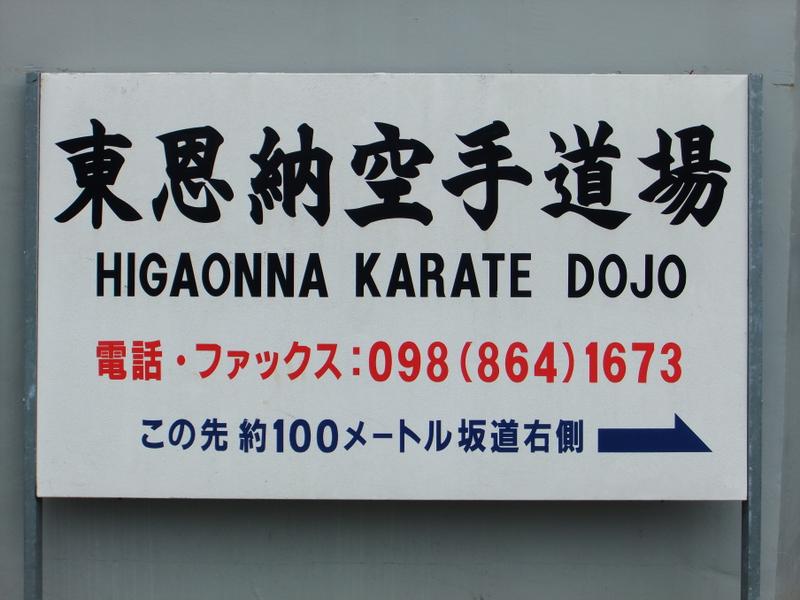 東恩納空手道場
HIGAONNA KARATE DOJO
電話・ファックス：098(864)1673
この先 約100メートル坂道右側